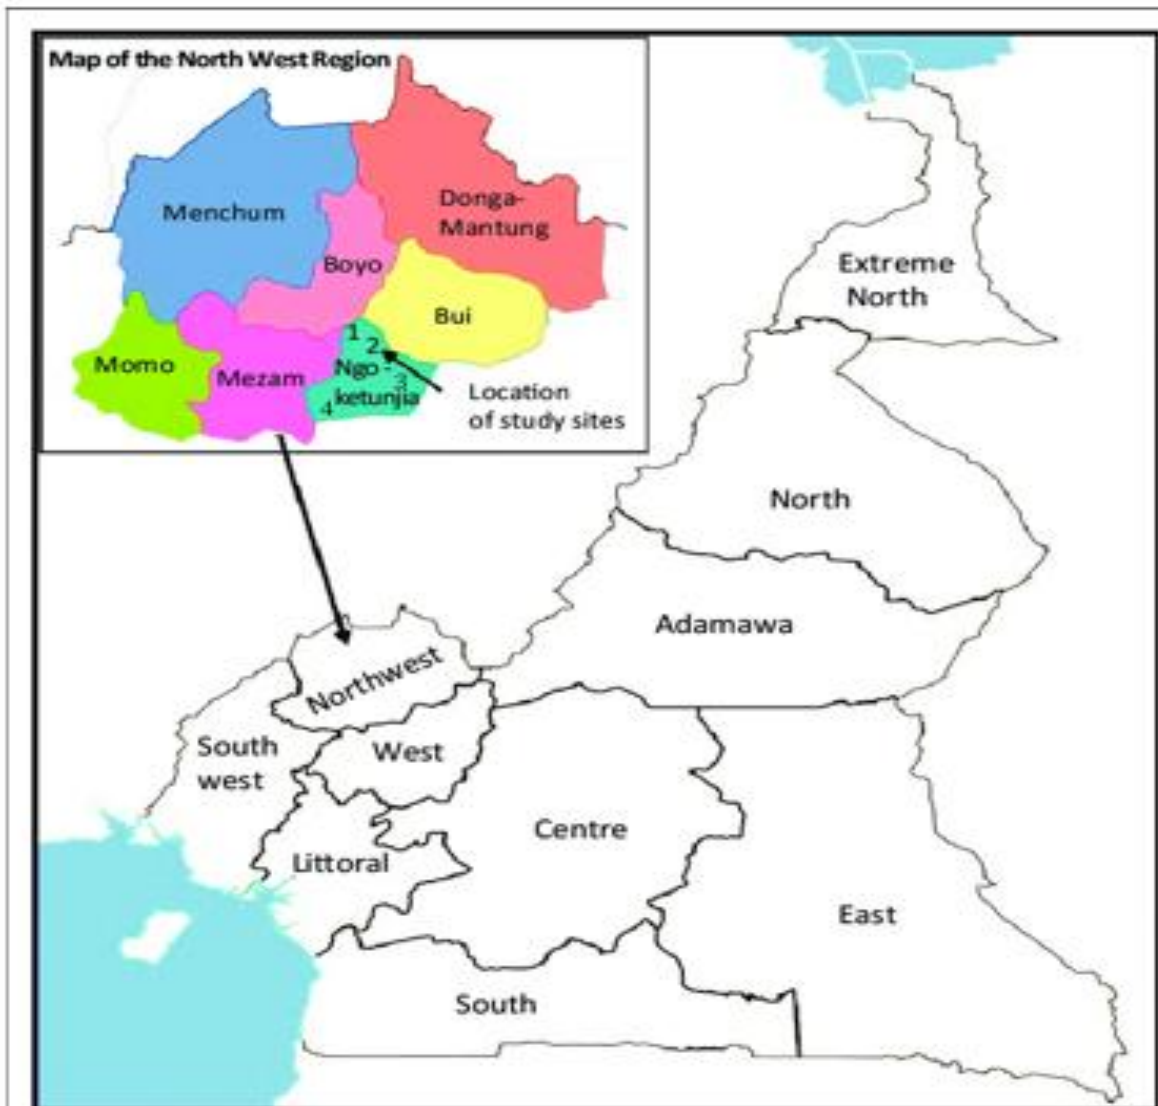 Map of the North West Region
Menchum
Donga-
Mantung
Boyo
Bui
Momo
Mezam
1
2
Ngo -
3
ketunjia
4
Location
of study sites
Extreme
North
North
Adamawa
Northwest
West
South
west
Centre
Littoral
East
South